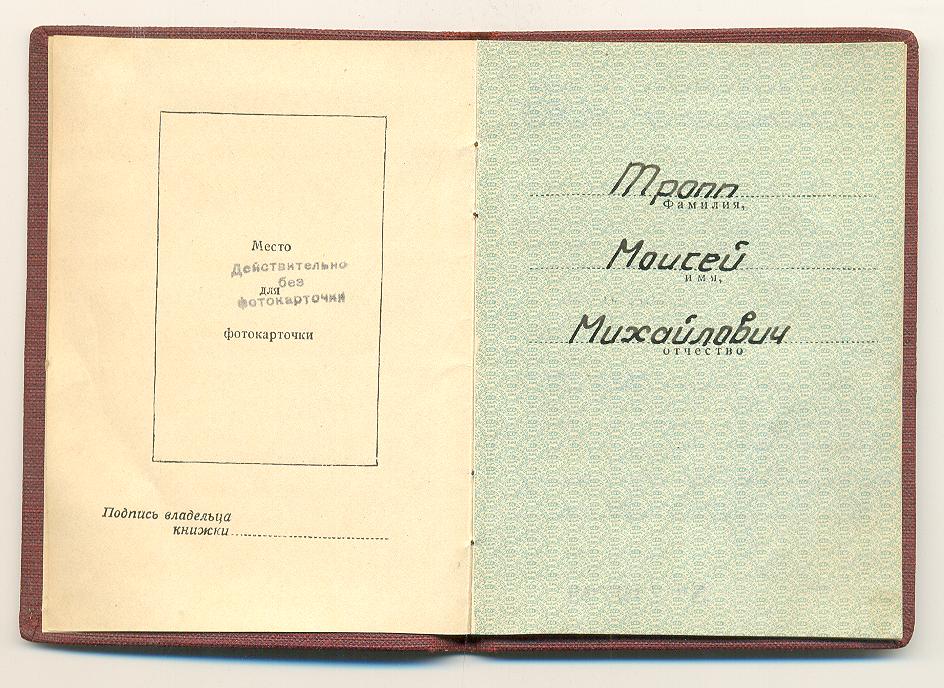 Место
Действительно
без
для
фотокарточки
фотокарточки
Подпись владельца
книжки
Тропп
Фамилия,
Моисей
имя,
Михайлович
отчество